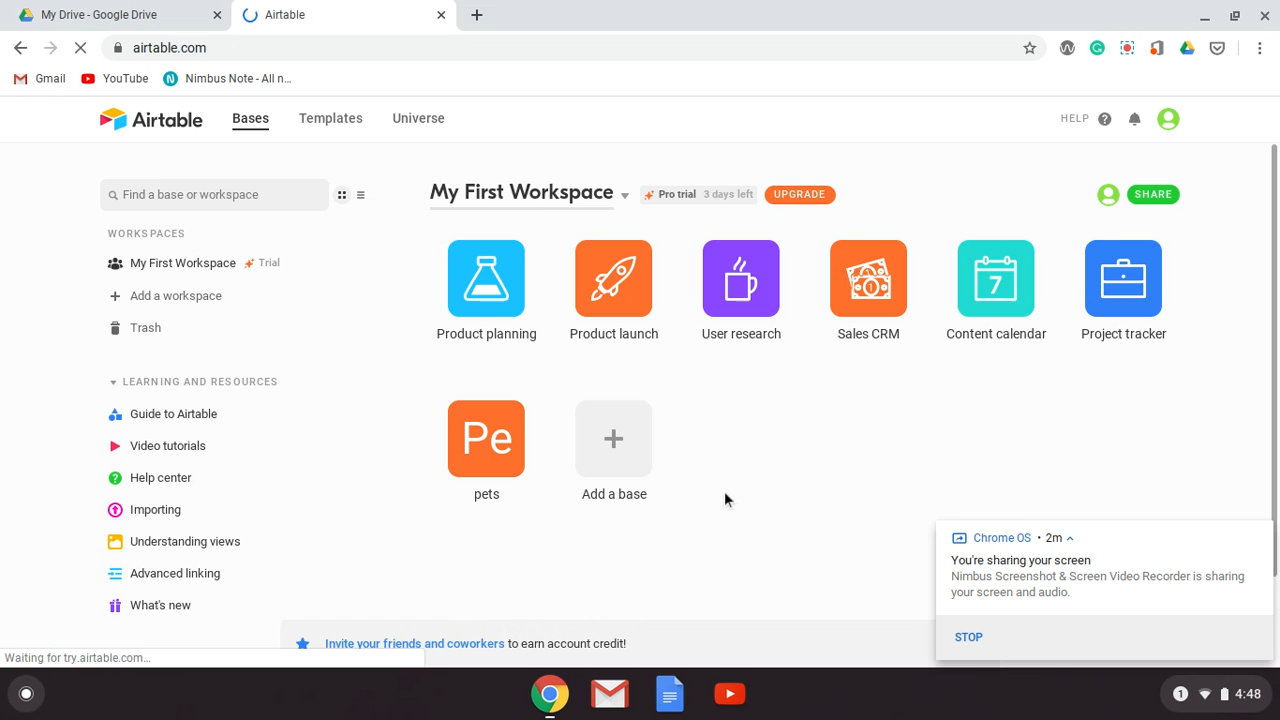 My Drive - Google Drive
Airtable
airtable.com
Gmail
YouTube
Nimbus Note - All n...
Airtable
Bases
Templates
Universe
HELP
Find a base or workspace
My First Workspace
Pro trial 3 days left
UPGRADE
SHARE
WORKSPACES
My First Workspace
Trial
Add a workspace
Trash
7
Product planning
Product launch
User research
Sales CRM
Content calendar
Project tracker
LEARNING AND RESOURCES
Guide to Airtable
Video tutorials
Help center
Importing
Understanding views
Advanced linking
What's new
Pe
pets
Add a base
Invite your friends and coworkers to earn account credit!
Chrome OS • 2m
You're sharing your screen
Nimbus Screenshot & Screen Video Recorder is sharing
your screen and audio.
STOP
Waiting for try.airtable.com...
1
4:48